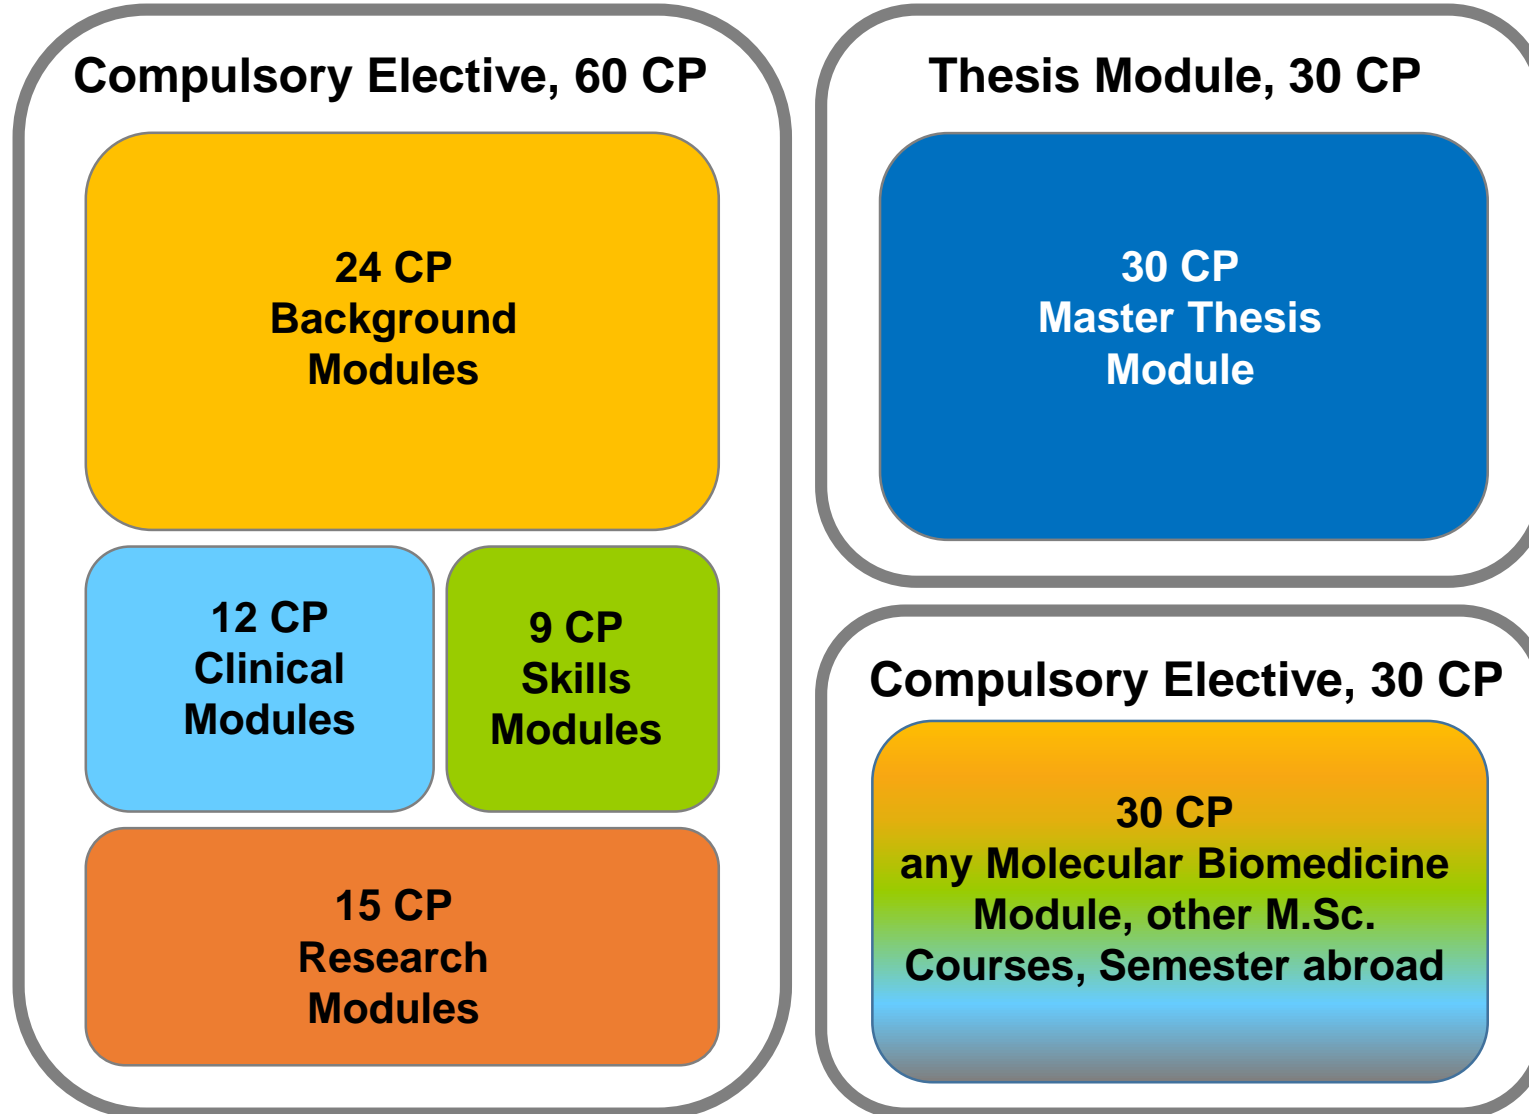 Compulsory Elective, 60 CP
24 CP
Background
Modules
12 CP
Clinical
Modules
9 CP
Skills
Modules
15 CP
Research
Modules
Thesis Module, 30 CP
30 CP
Master Thesis
Module
Compulsory Elective, 30 CP
30 CP
any Molecular Biomedicine
Module, other M.Sc.
Courses, Semester abroad